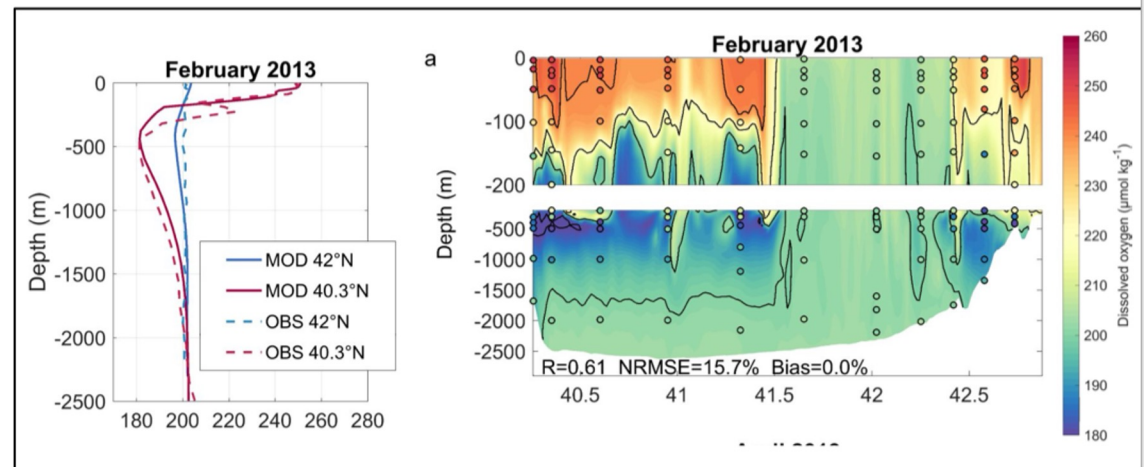 February 2013
0
-500
-1000
-1500
-2000
-2500
Depth (m)
180 200 220 240 260 280
MOD 42°N
MOD 40.3°N
OBS 42°N
OBS 40.3°N
a
February 2013
0
-100
-200
-500
-1000
-1500
-2000
-2500
Depth (m)
R=0.61 NRMSE=15.7% Bias=0.0%
40.5 41 41.5 42 42.5
260
250
240
230
220
210
200
190
180
Dissolved oxygen (µmol kg⁻¹)